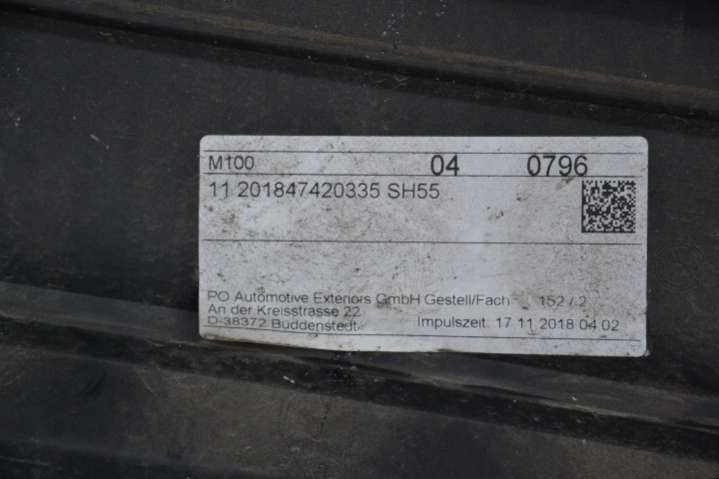 M100 04 0796
11 201847420335 SH55
PO Automotive Exteriors GmbH Gestell/Fach 152 / 2
An der Kreisstrasse 22
D-38372 Büddenstedt Impulszeit 17 11 2018 04 02